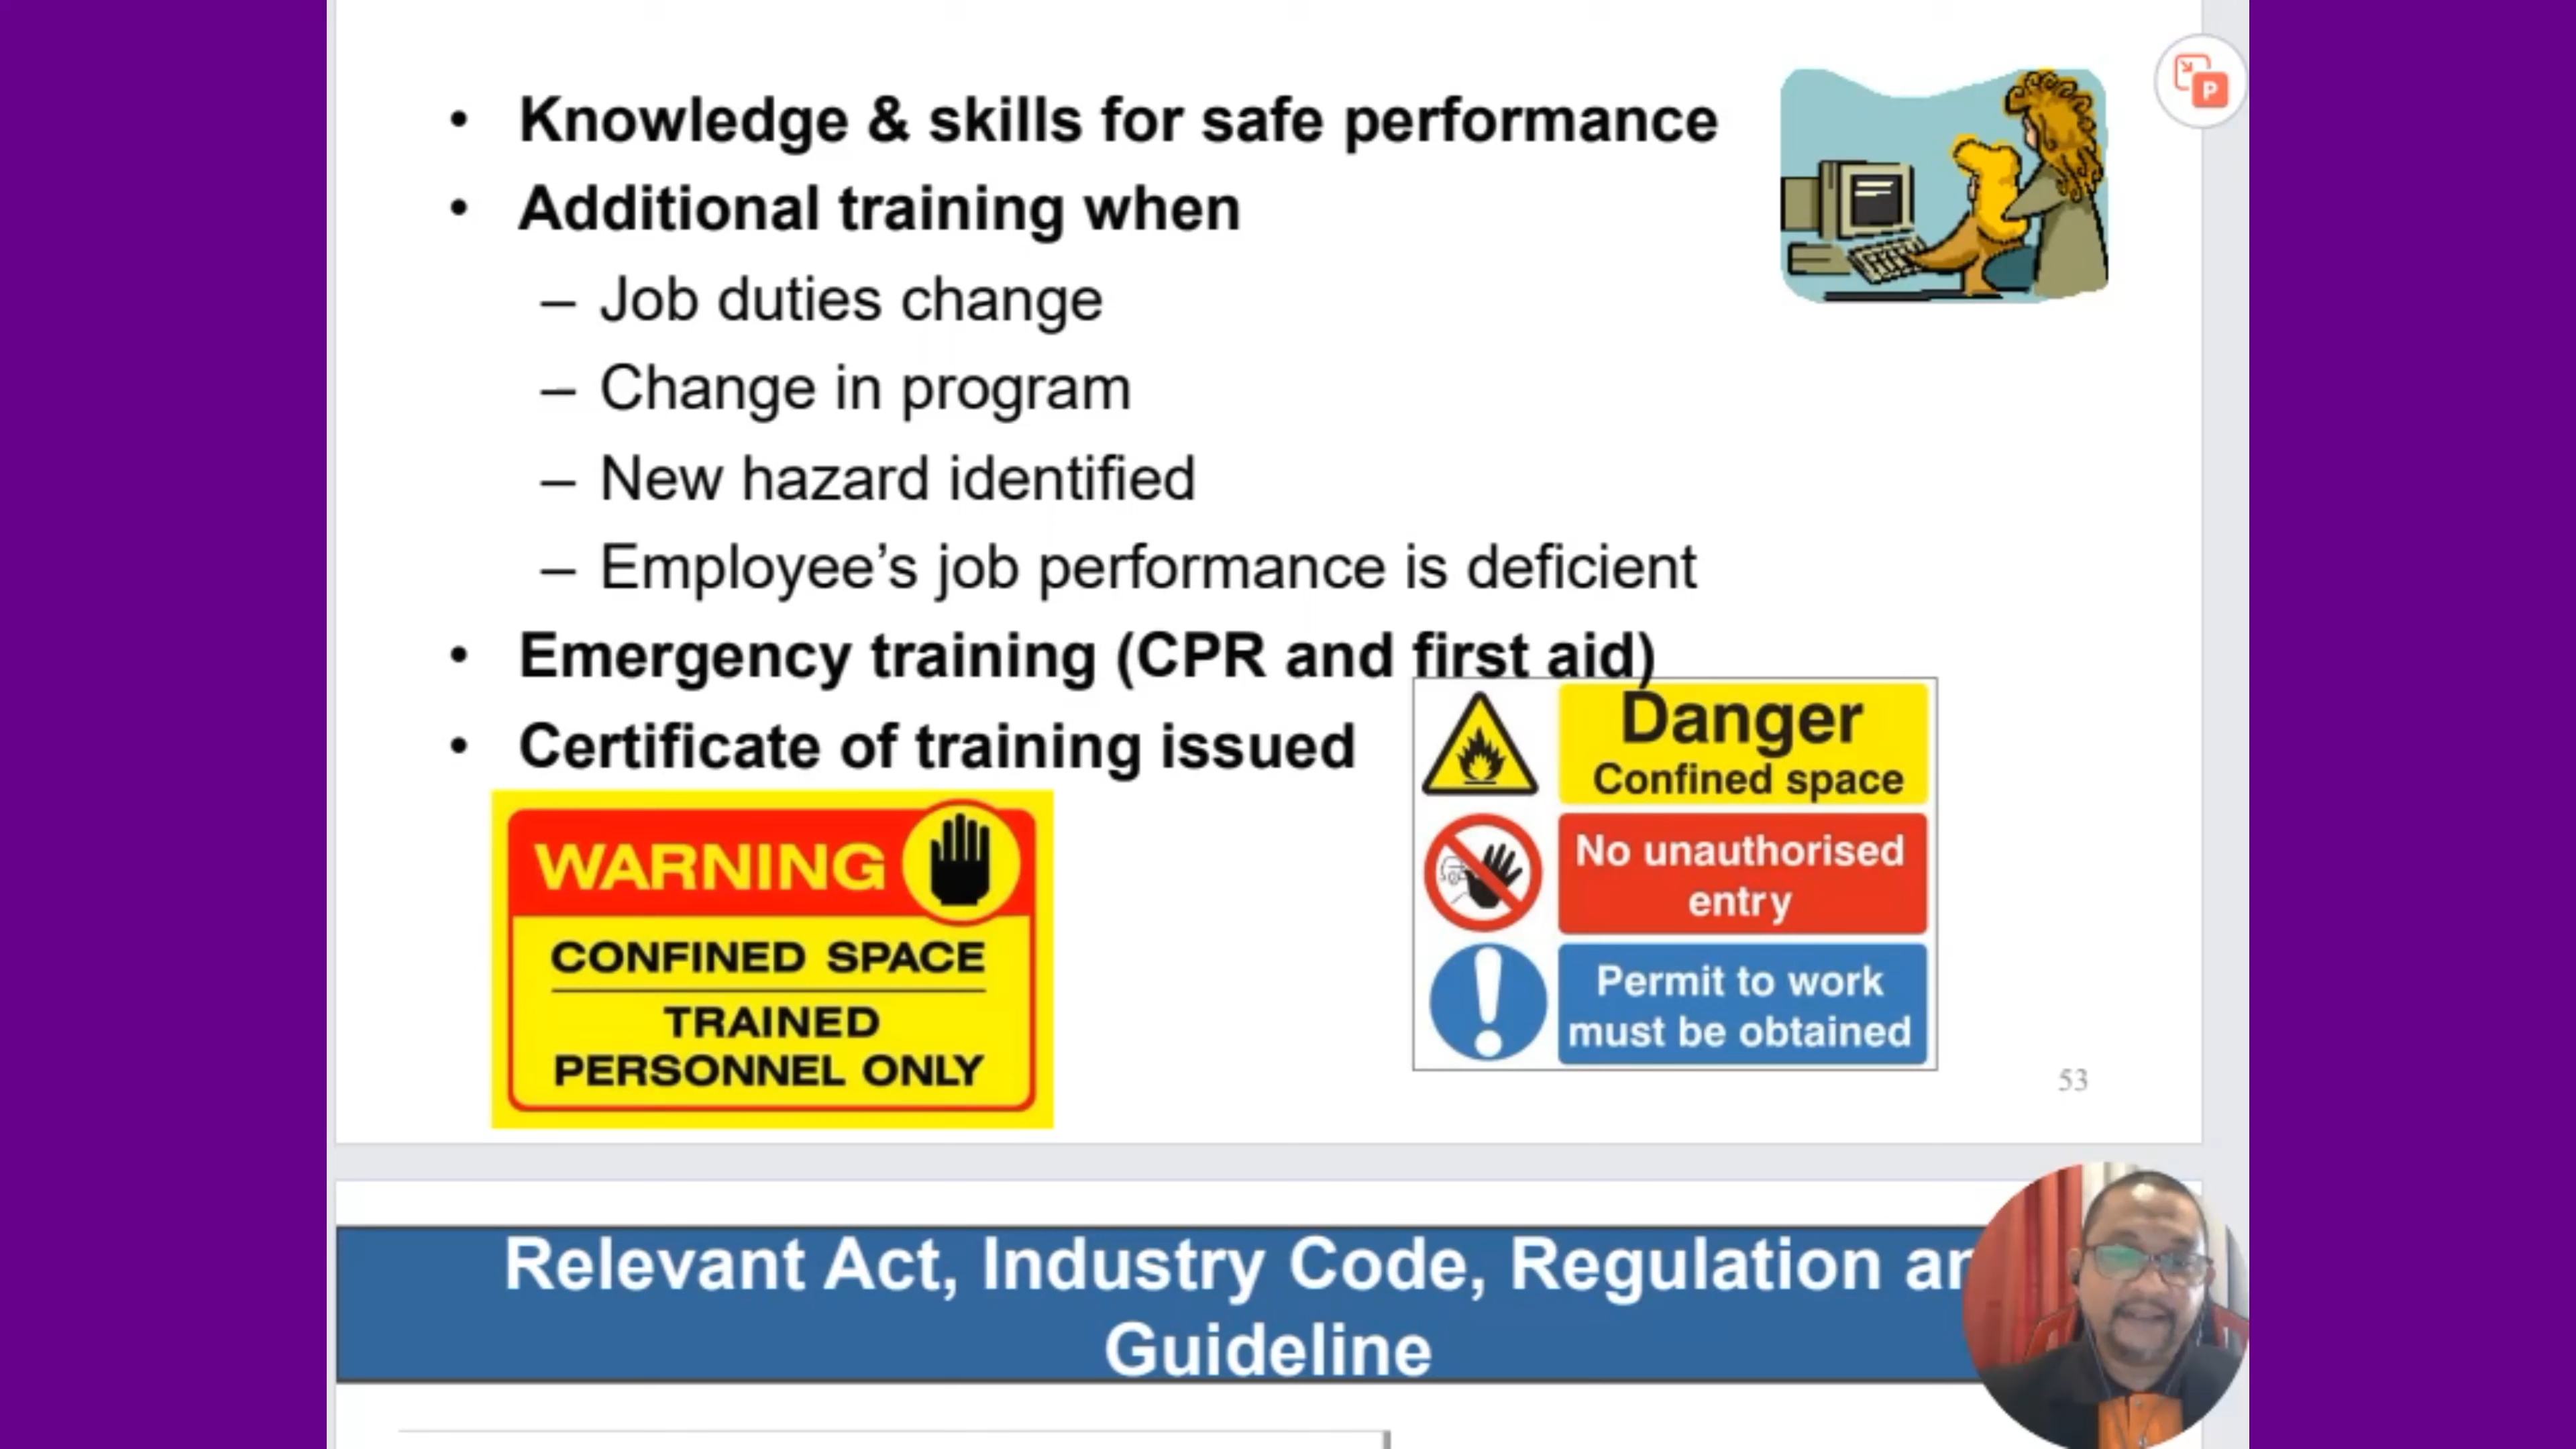 • Knowledge & skills for safe performance
• Additional training when
– Job duties change
– Change in program
– New hazard identified
– Employee’s job performance is deficient
• Emergency training (CPR and first aid)
• Certificate of training issued
WARNING
CONFINED SPACE
TRAINED
PERSONNEL ONLY
Danger
Confined space
No unauthorised
entry
Permit to work
must be obtained
53
P
Relevant Act, Industry Code, Regulation
Guideline